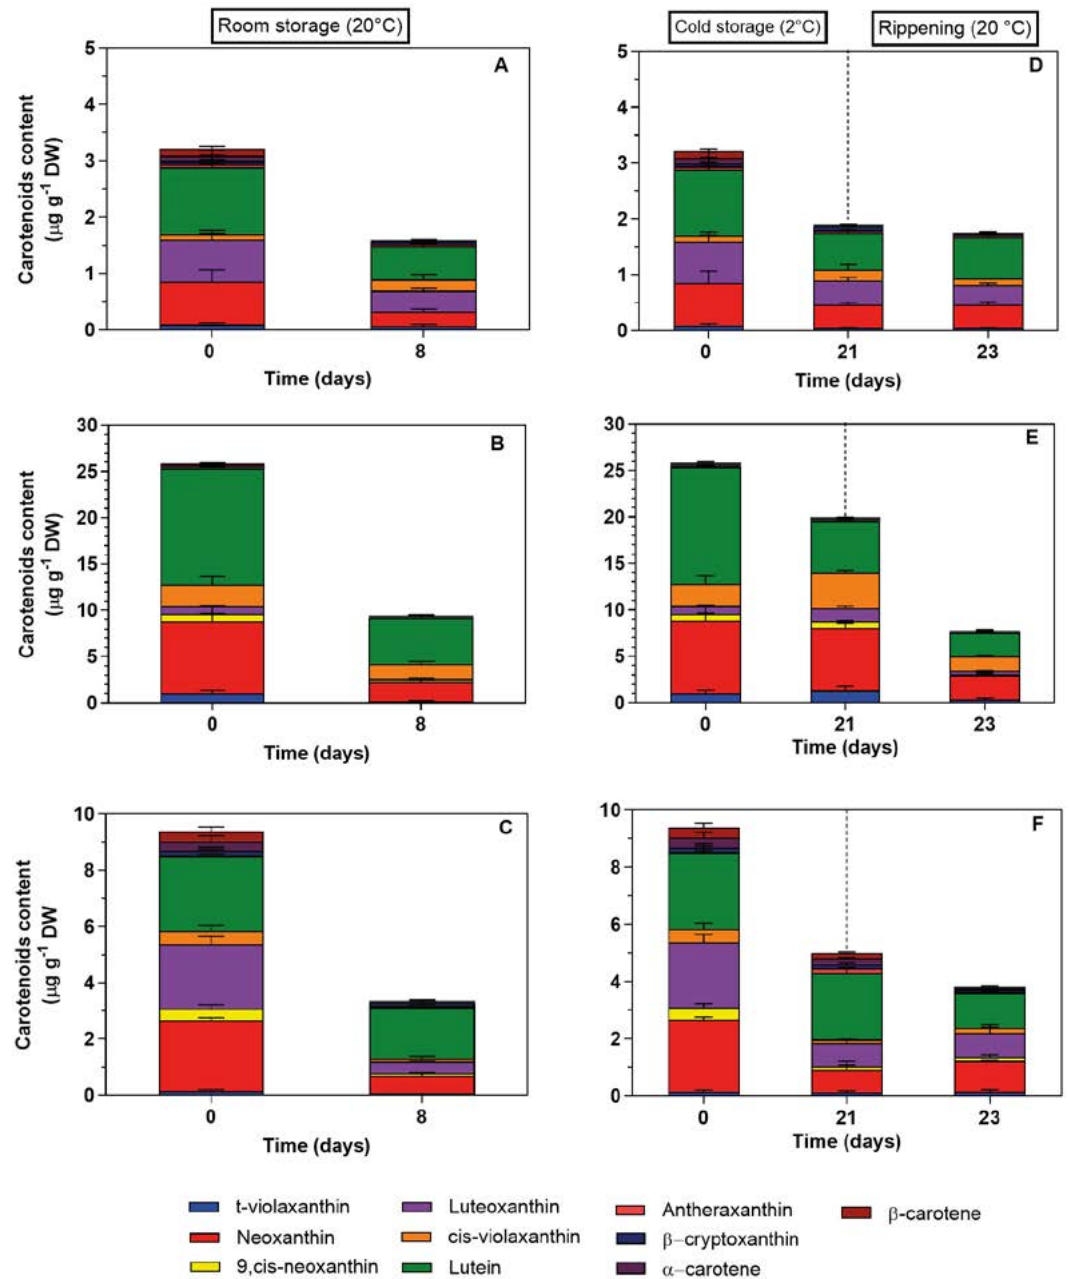 Room storage (20°C)
Cold storage (2°C)
Rippening (20 °C)
Carotenoids content
(µg g⁻¹ DW)
5
4
3
2
1
0
A
0 8
Time (days)
Carotenoids content
(µg g⁻¹ DW)
5
4
3
2
1
0
D
0 21 23
Time (days)
Carotenoids content
(µg g⁻¹ DW)
30
25
20
15
10
5
0
B
0 8
Time (days)
30
25
20
15
10
5
0
E
0 21 23
Time (days)
Carotenoids content
(µg g⁻¹ DW
10
8
6
4
2
0
C
0 8
Time (days)
10
8
6
4
2
0
F
0 21 23
Time (days)
t-violaxanthin
Neoxanthin
9,cis-neoxanthin
Luteoxanthin
cis-violaxanthin
Lutein
Antheraxanthin
β–cryptoxanthin
α–carotene
β-carotene